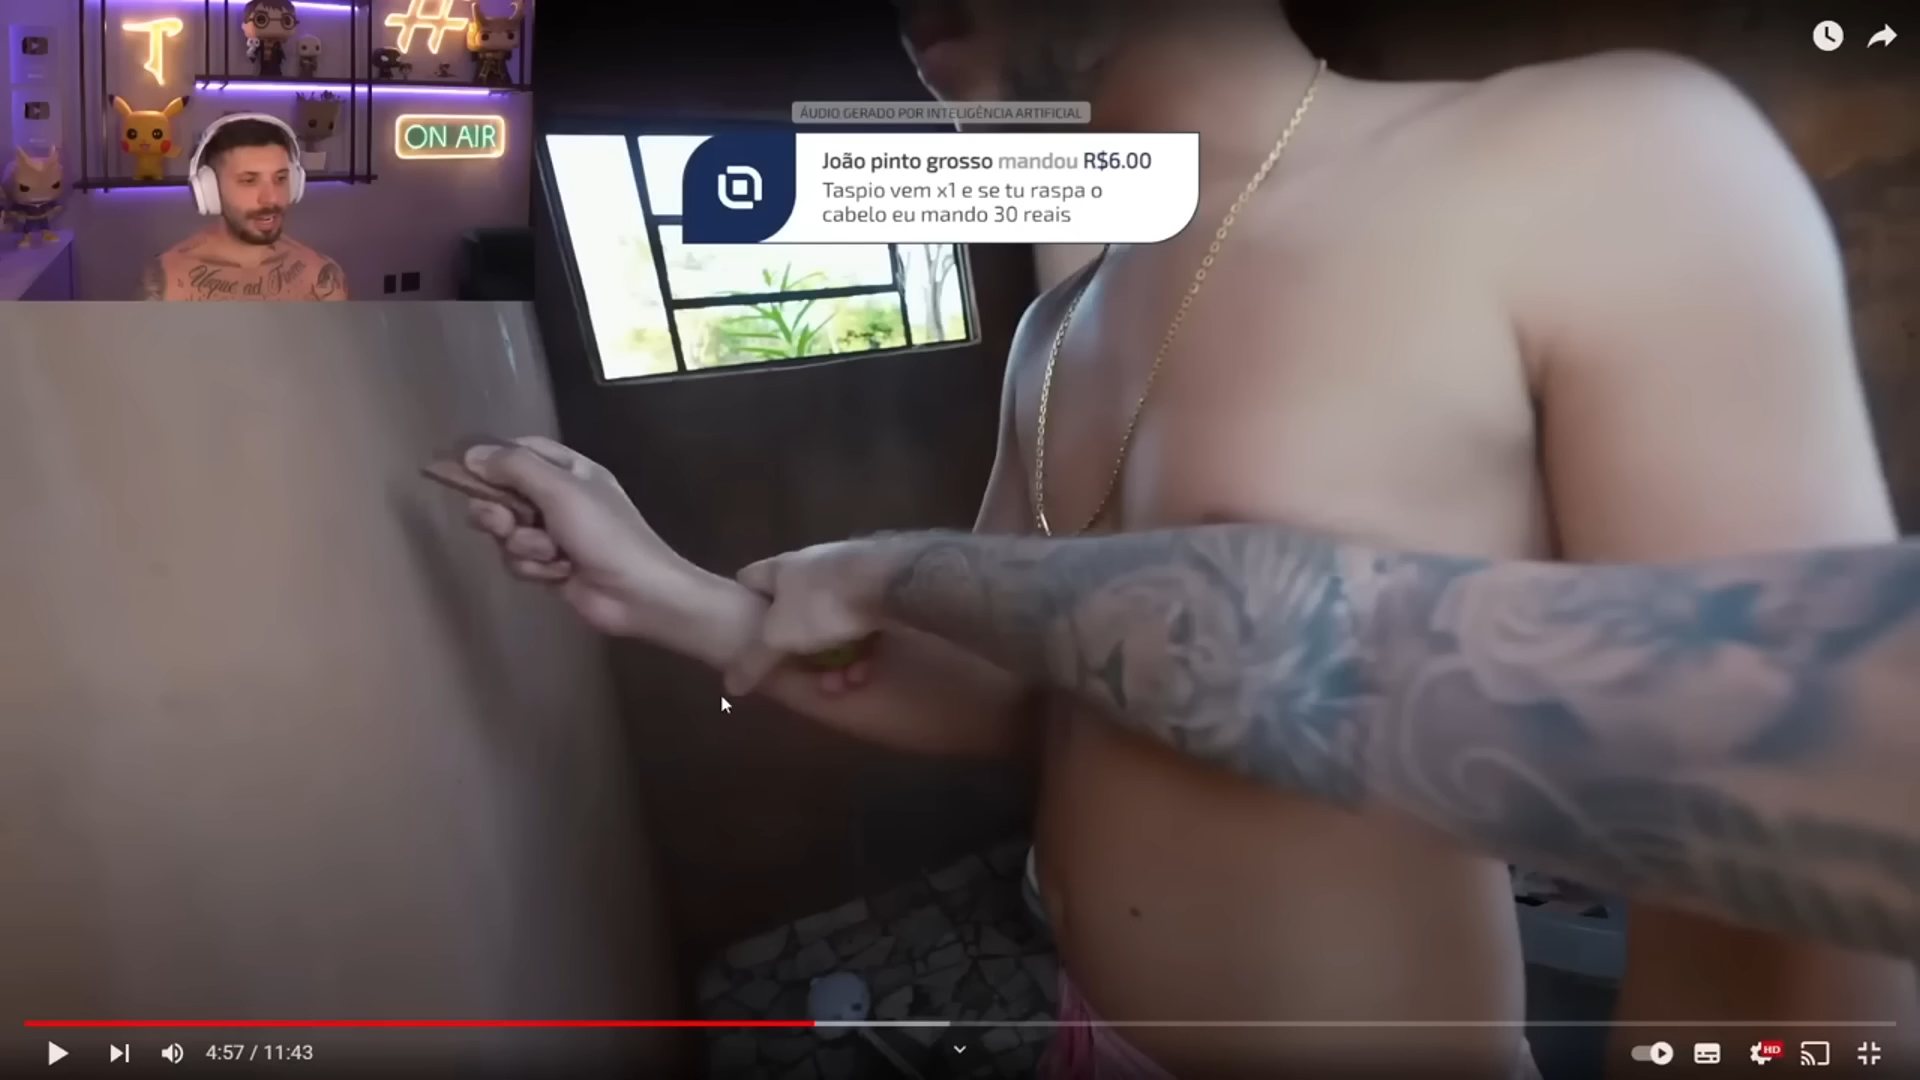 T
#
ON AIR
ÁUDIO GERADO POR INTELIGÊNCIA ARTIFICIAL
João pinto grosso mandou R$6.00
Taspio vem x1 e se tu raspa o
cabelo eu mando 30 reais
4:57 / 11:43
HD